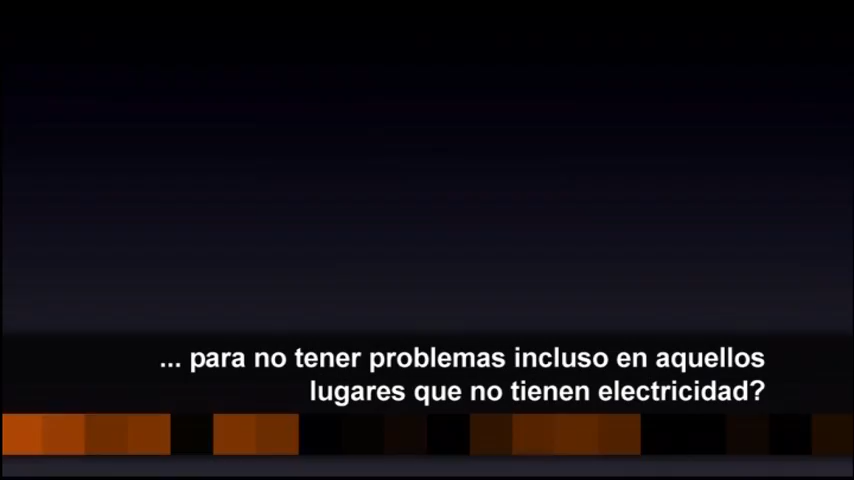 ... para no tener problemas incluso en aquellos
lugares que no tienen electricidad?